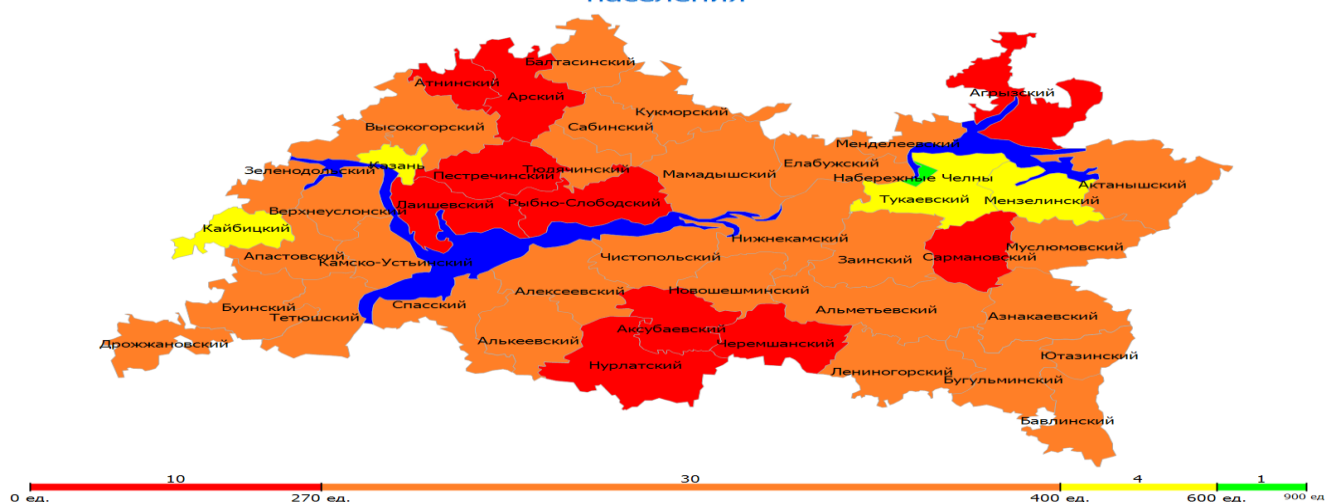 населения
Балтасинский
Атнинский
Арский
Агрызский
Кукморский
Высокогорский
Сабинский
Менделеевский
Казань
Елабужский
Зеленодольский
Тюлячинский
Пестречинский
Мамадышский
Набережные Челны
Актанышский
Тукаевский
Мензелинский
Лаишевский
Рыбно-Слободский
Верхнеуслонский
Кайбицкий
Нижнекамский
Муслюмовский
Апастовский
Камско-Устьинский
Чистопольский
Заинский
Сармановский
Алексеевский
Новошешминский
Спасский
Буинский
Тетюшский
Альметьевский
Азнакаевский
Аксубаевский
Дрожжановский
Алькеевский
Черемшанский
Ютазинский
Нурлатский
Лениногорский
Бугульминский
Бавлинский
10 30 4 1
0 ед. 270 ед. 400 ед. 600 ед. 900 ед